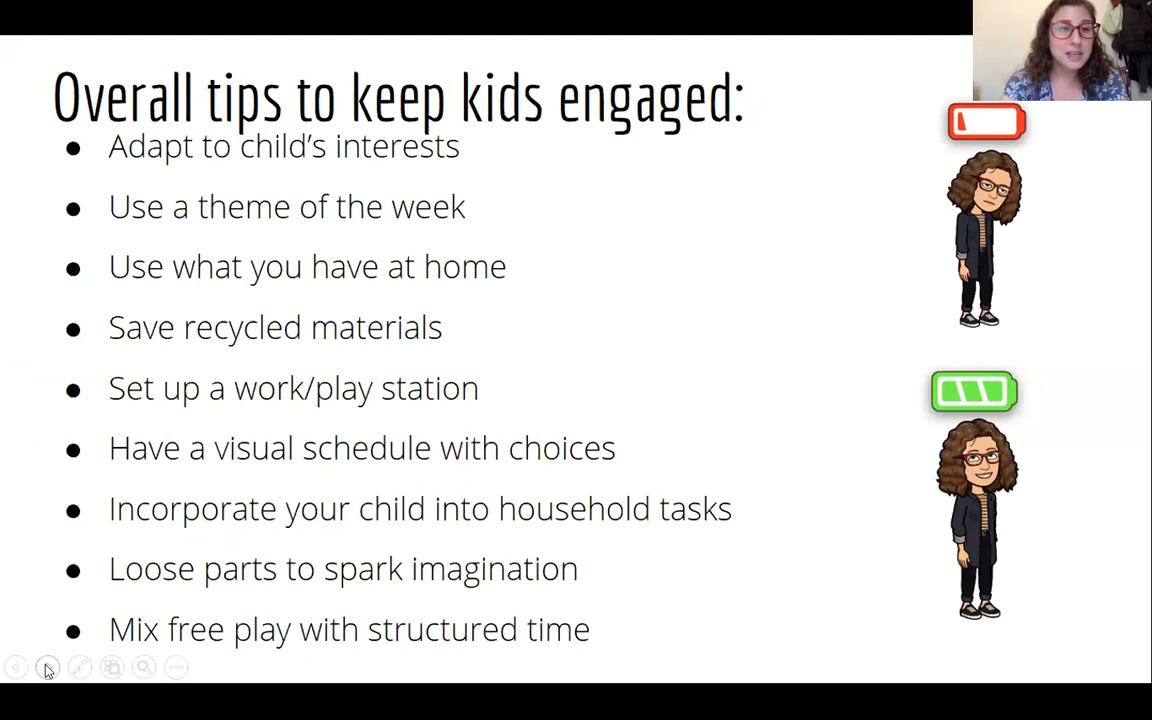 Overall tips to keep kids engaged:
● Adapt to child’s interests
● Use a theme of the week
● Use what you have at home
● Save recycled materials
● Set up a work/play station
● Have a visual schedule with choices
● Incorporate your child into household tasks
● Loose parts to spark imagination
● Mix free play with structured time